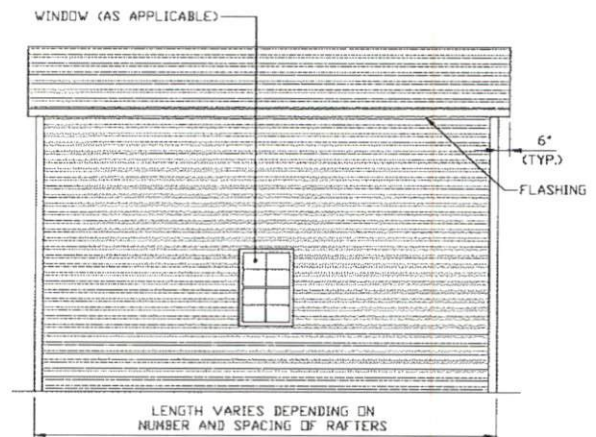 WINDOW (AS APPLICABLE)
6"
(TYP.)
FLASHING
LENGTH VARIES DEPENDING ON
NUMBER AND SPACING OF RAFTERS